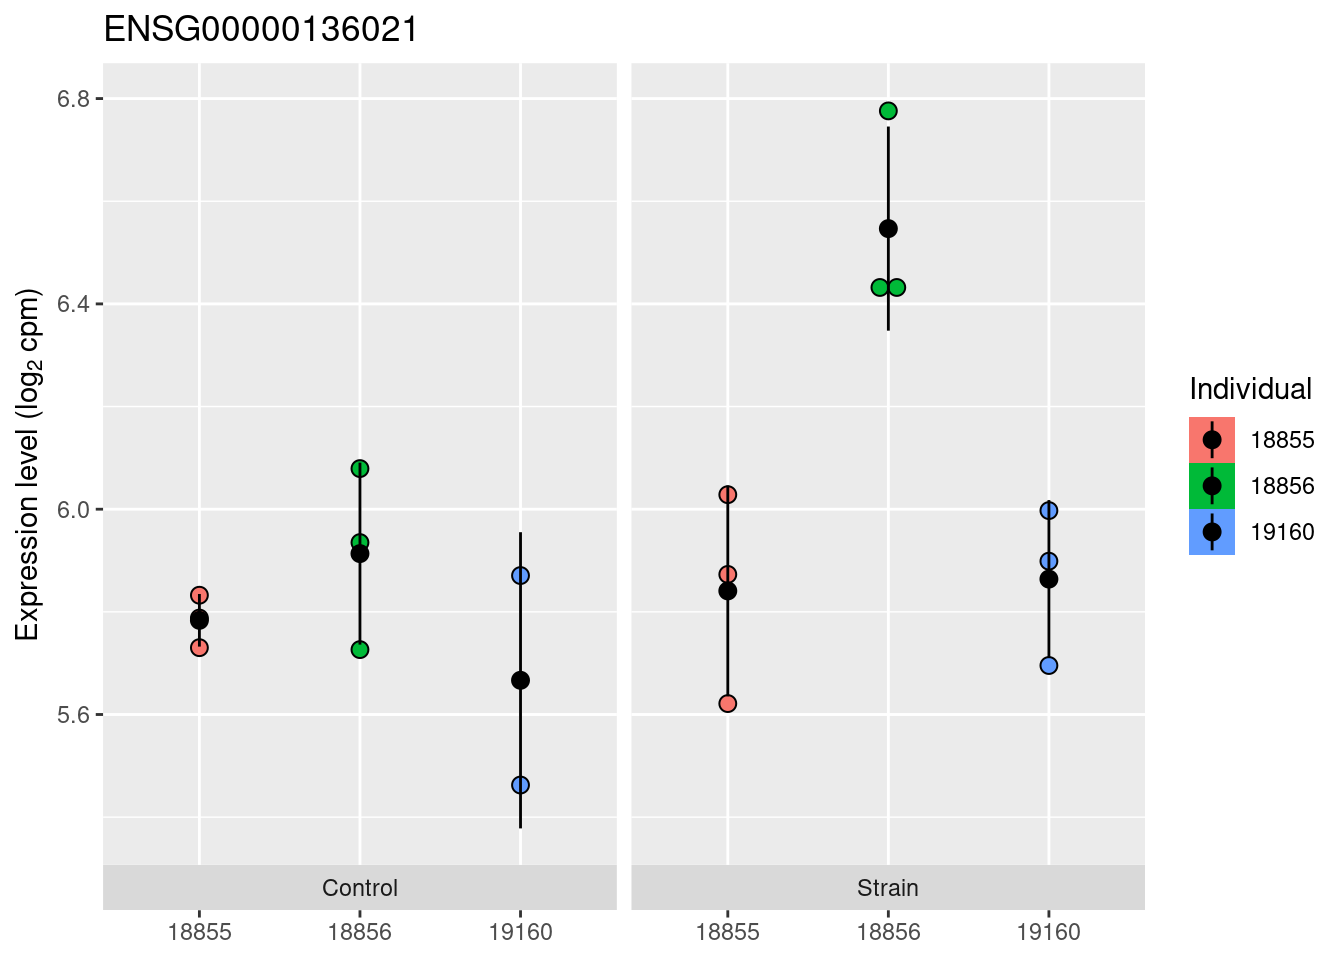 ENSG00000136021
Expression level (log2 cpm)
6.8
6.4
6.0
5.6
Control
Strain
18855
18856
19160
18855
18856
19160
Individual
18855
18856
19160